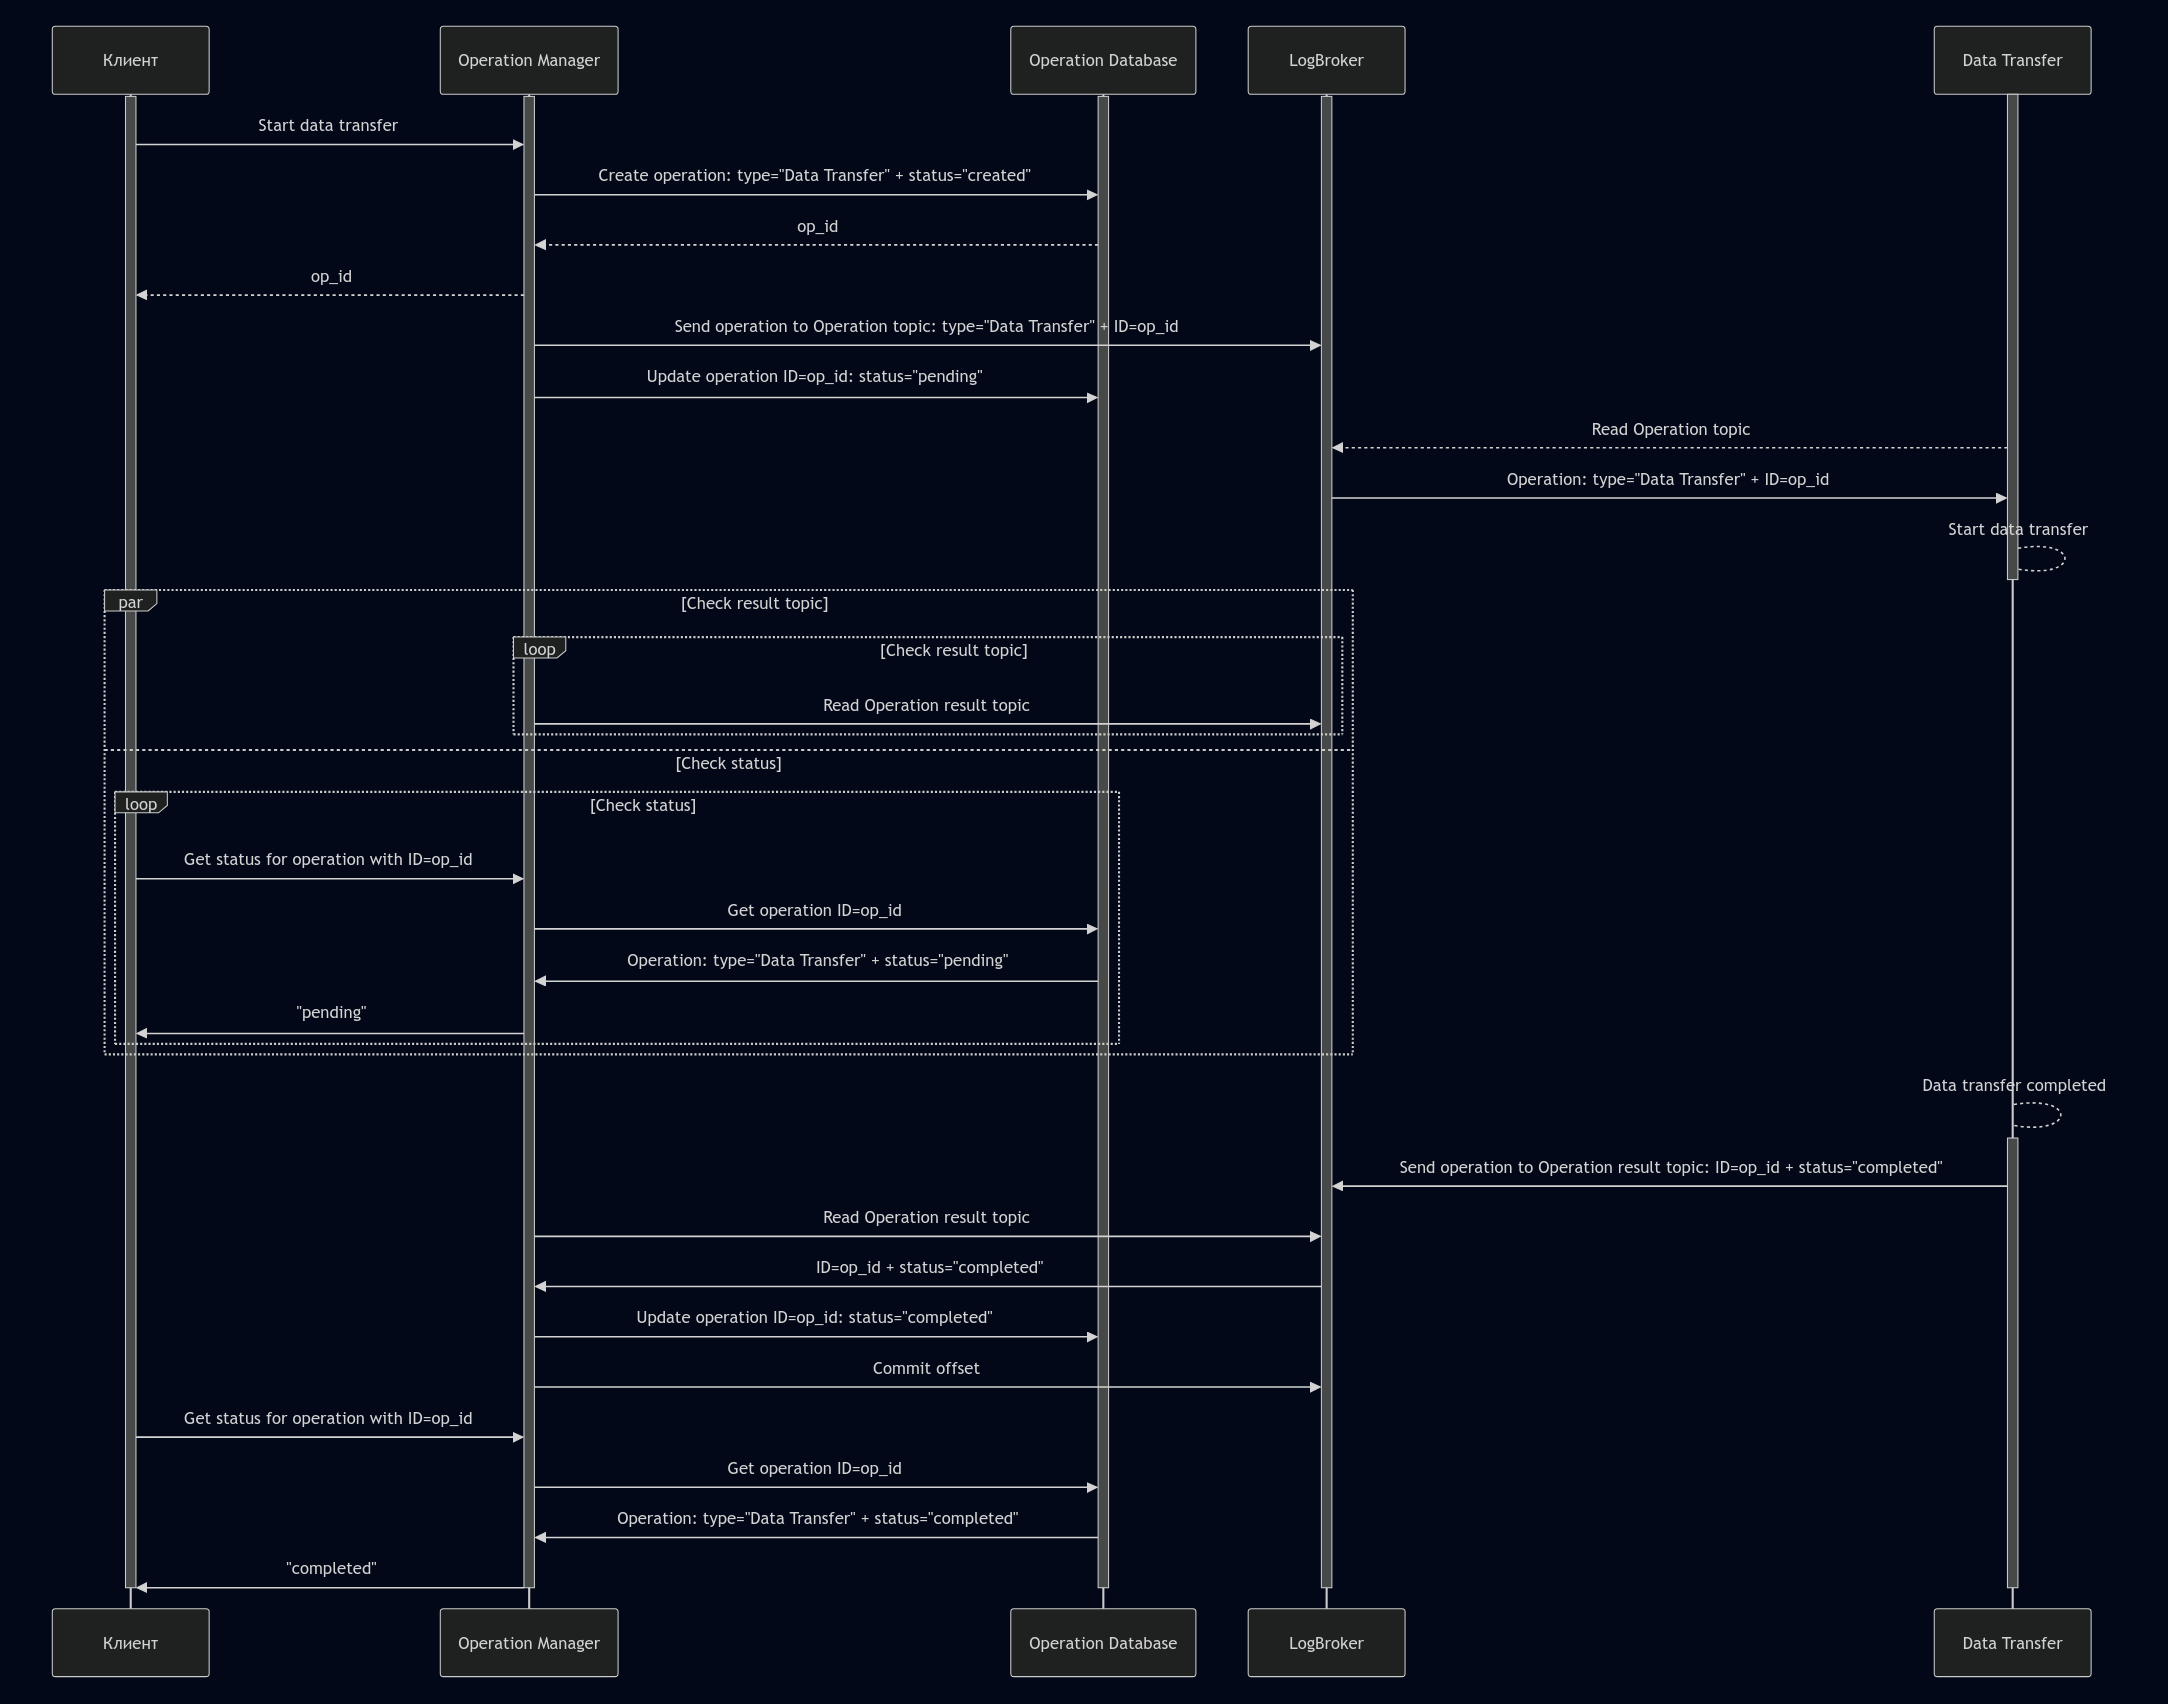 Клиент
Operation Manager
Operation Database
LogBroker
Data Transfer
Start data transfer
Create operation: type="Data Transfer" + status="created"
op_id
op_id
Send operation to Operation topic: type="Data Transfer" + ID=op_id
Update operation ID=op_id: status="pending"
Read Operation topic
Operation: type="Data Transfer" + ID=op_id
Start data transfer
par
[Check result topic]
loop
[Check result topic]
Read Operation result topic
[Check status]
loop
[Check status]
Get status for operation with ID=op_id
Get operation ID=op_id
Operation: type="Data Transfer" + status="pending"
"pending"
Data transfer completed
Send operation to Operation result topic: ID=op_id + status="completed"
Read Operation result topic
ID=op_id + status="completed"
Update operation ID=op_id: status="completed"
Commit offset
Get status for operation with ID=op_id
Get operation ID=op_id
Operation: type="Data Transfer" + status="completed"
"completed"
Клиент
Operation Manager
Operation Database
LogBroker
Data Transfer